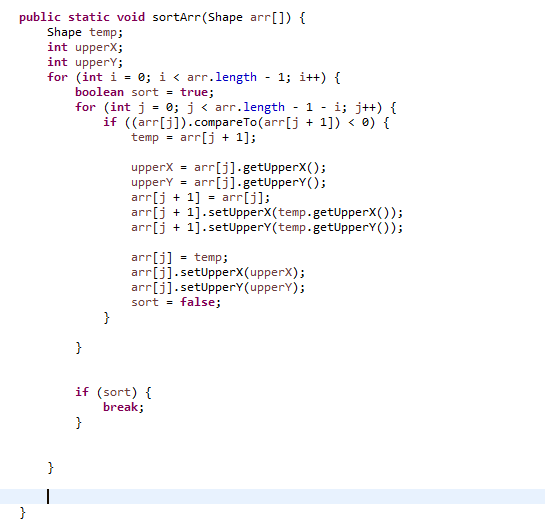 public static void sortArr(Shape arr[]) {
Shape temp;
int upperX;
int upperY;
for (int i = 0; i < arr.length - 1; i++) {
boolean sort = true;
for (int j = 0; j < arr.length - 1 - i; j++) {
if ((arr[j]).compareTo(arr[j + 1]) < 0) {
temp = arr[j + 1];
upperX = arr[j].getUpperX();
upperY = arr[j].getUpperY();
arr[j + 1] = arr[j];
arr[j + 1].setUpperX(temp.getUpperX());
arr[j + 1].setUpperY(temp.getUpperY());
arr[j] = temp;
arr[j].setUpperX(upperX);
arr[j].setUpperY(upperY);
sort = false;
}
}
if (sort) {
break;
}
}
}